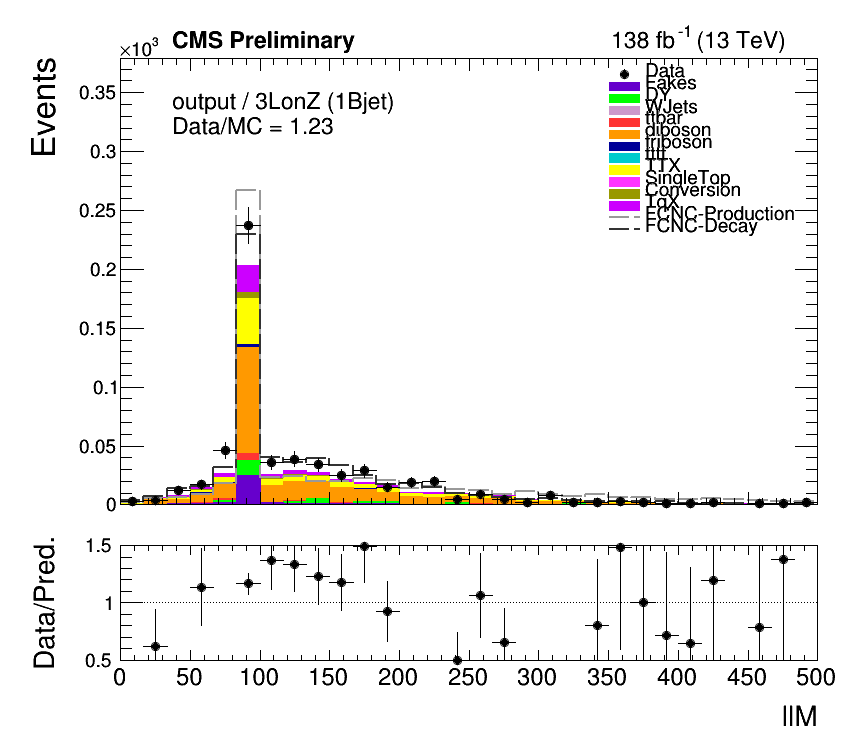 ×10³ CMS Preliminary 138 fb⁻¹ (13 TeV)
Events
output / 3LonZ (1Bjet)
Data/MC = 1.23
Data
Fakes
DY
WJets
ttbar
diboson
triboson
tttt
TTX
SingleTop
Conversion
TqX
FCNC-Production
FCNC-Decay
0.35
0.3
0.25
0.2
0.15
0.1
0.05
0
Data/Pred.
1.5
1
0.5
0 50 100 150 200 250 300 350 400 450 500
llM